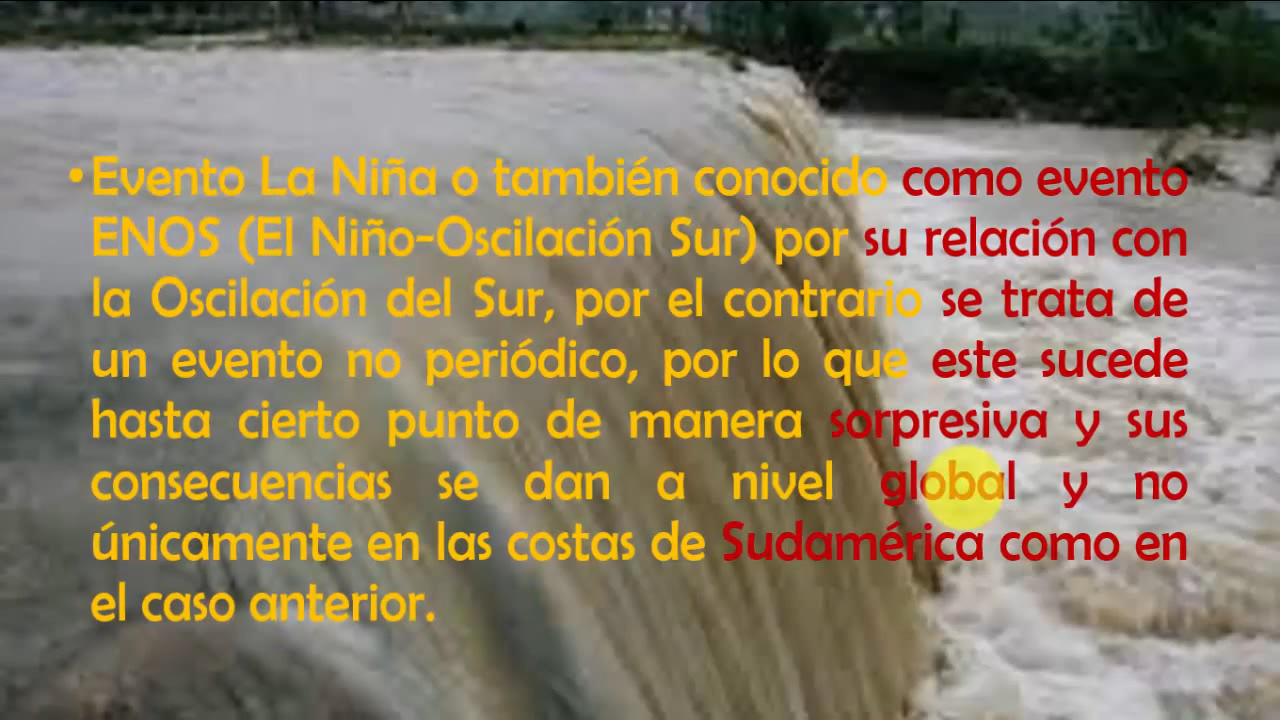 • Evento La Niña o también conocido como evento
ENOS (El Niño-Oscilación Sur) por su relación con
la Oscilación del Sur, por el contrario se trata de
un evento no periódico, por lo que este sucede
hasta cierto punto de manera sorpresiva y sus
consecuencias se dan a nivel global y no
únicamente en las costas de Sudamérica como en
el caso anterior.